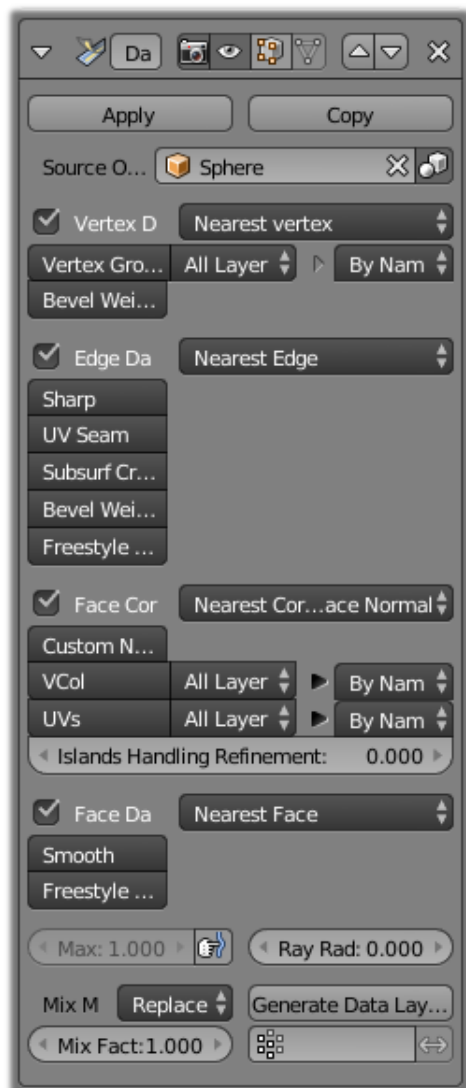 Da
Apply Copy
Source O... Sphere
Vertex D Nearest vertex
Vertex Gro... All Layer By Nam
Bevel Wei...
Edge Da Nearest Edge
Sharp
UV Seam
Subsurf Cr...
Bevel Wei...
Freestyle ...
Face Cor Nearest Cor...ace Normal
Custom N...
VCol All Layer By Nam
UVs All Layer By Nam
Islands Handling Refinement: 0.000
Face Da Nearest Face
Smooth
Freestyle ...
Max: 1.000 Ray Rad: 0.000
Mix M Replace Generate Data Lay...
Mix Fact:1.000